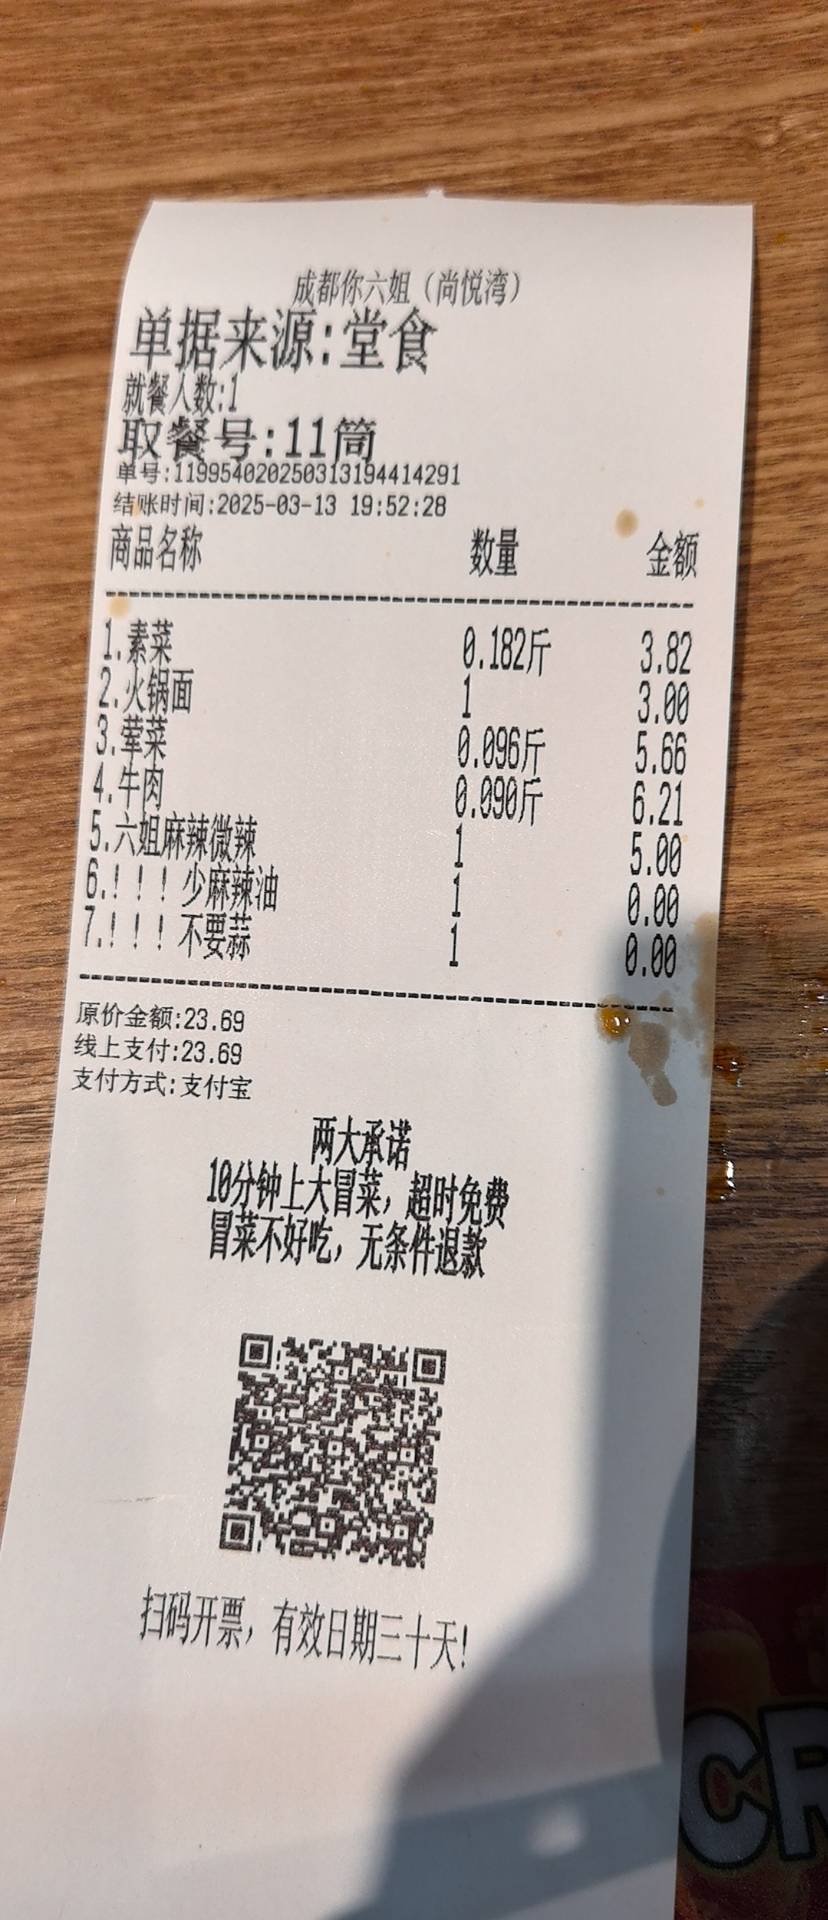 成都你六姐（尚悦湾）
单据来源:堂食
就餐人数:1
取餐号:11筒
单号:1199540202503131944142​91
结账时间:2025-03-13 19:52:28
商品名称 数量 金额
1.素菜 0.182斤 3.82
2.火锅面 1 3.00
3.荤菜 0.096斤 5.66
4.牛肉 0.090斤 6.21
5.六姐麻辣微辣 1 5.00
6.！！！少麻辣油 1 0.00
7.！！！不要蒜 1 0.00
原价金额:23.69
线上支付:23.69
支付方式:支付宝
两大承诺
10分钟上大冒菜，超时免费
冒菜不好吃，无条件退款
扫码开票，有效日期三十天!
CR